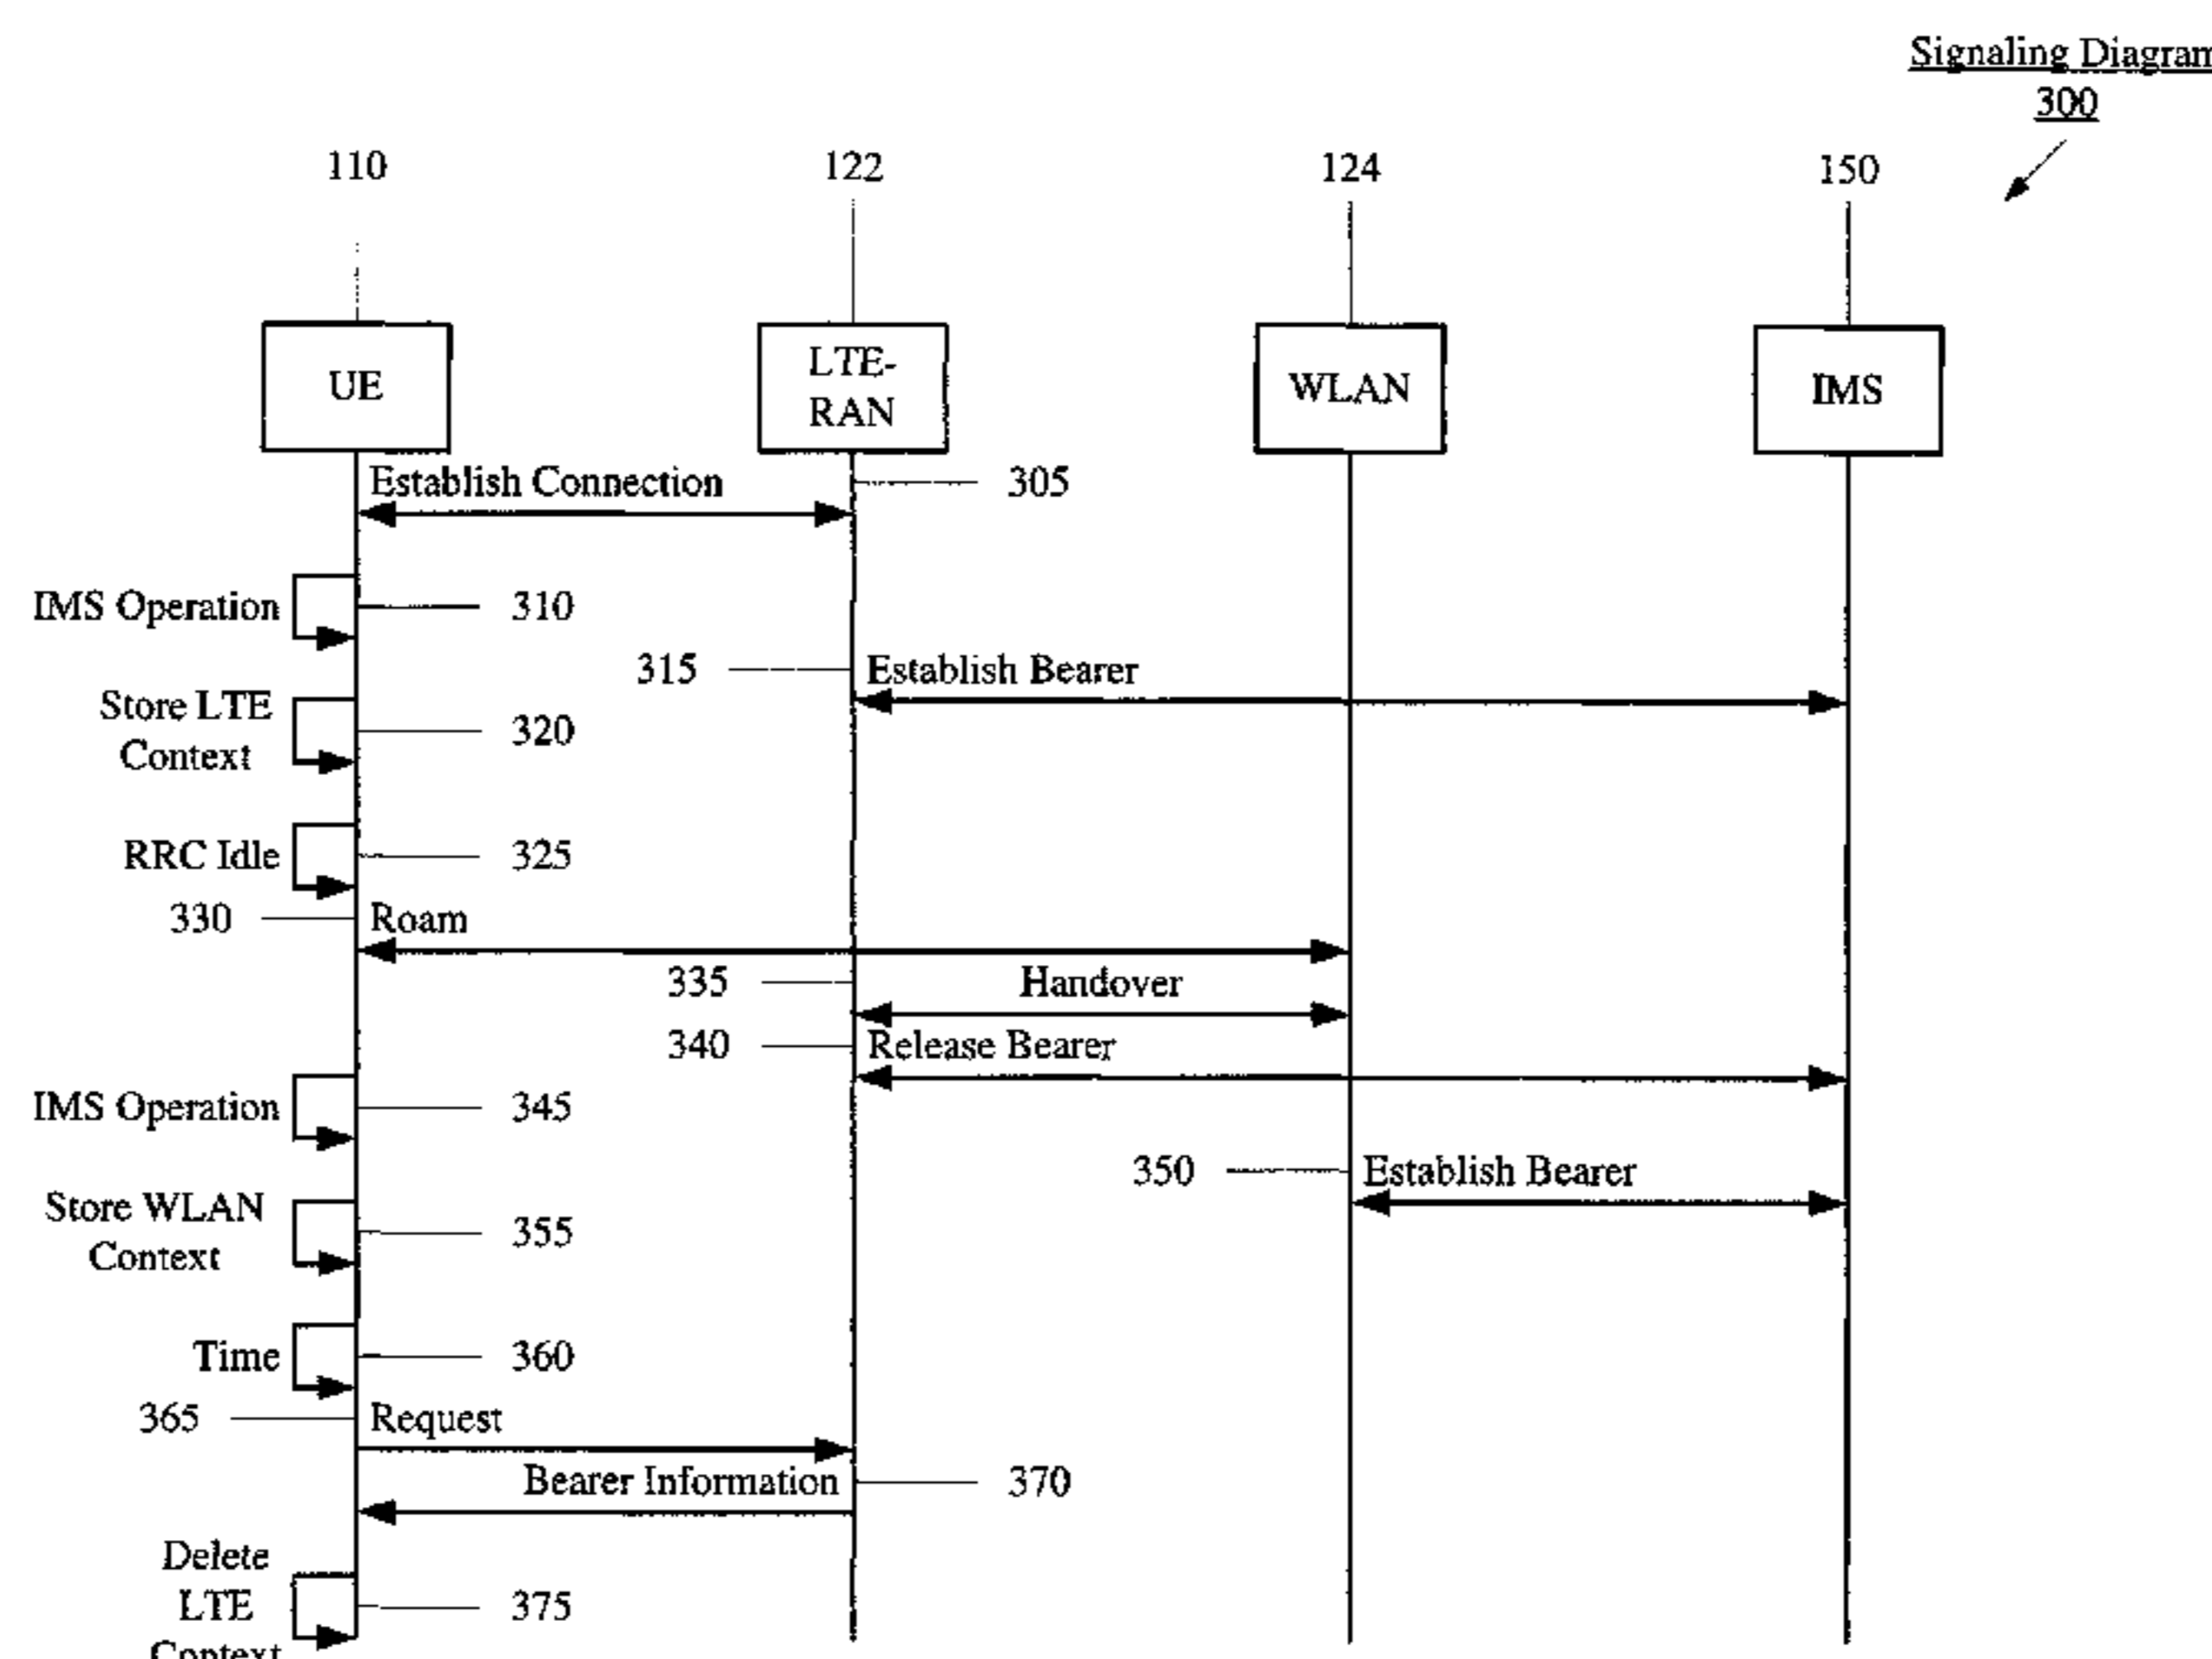 Signaling Diagram
300
110
122
124
150
UE
LTE-
RAN
WLAN
IMS
Establish Connection
305
IMS Operation
310
315
Establish Bearer
Store LTE
Context
320
RRC Idle
325
330
Roam
335
Handover
340
Release Bearer
IMS Operation
345
350
Establish Bearer
Store WLAN
Context
355
Time
360
365
Request
Bearer Information
370
Delete
LTE
Context
375